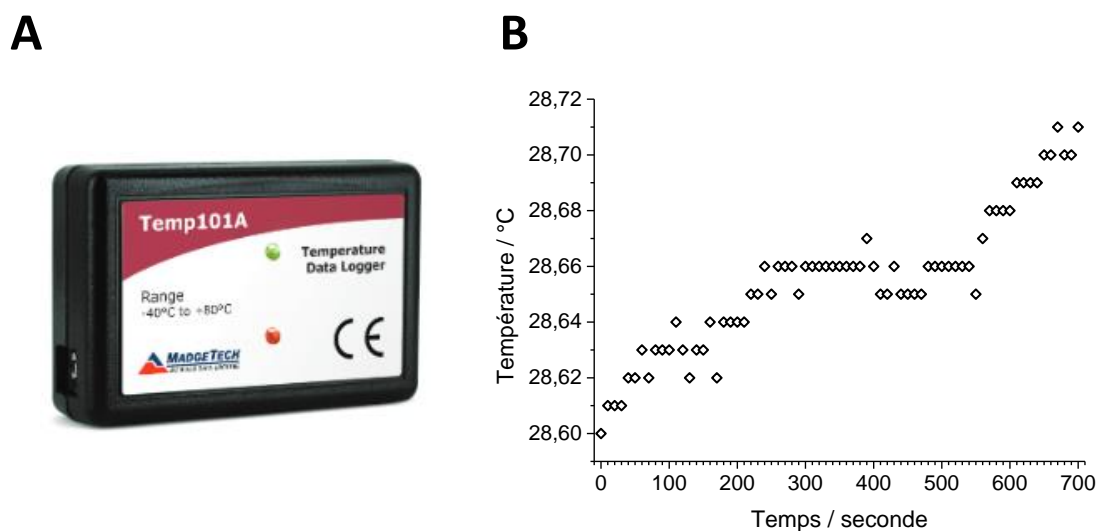 A
B
Temp101A
Temperature
Data Logger
Range
-40°C to +80°C
MADGETECH
28,72
28,70
28,68
28,66
28,64
28,62
28,60
Température / °C
0
100
200
300
400
500
600
700
Temps / seconde